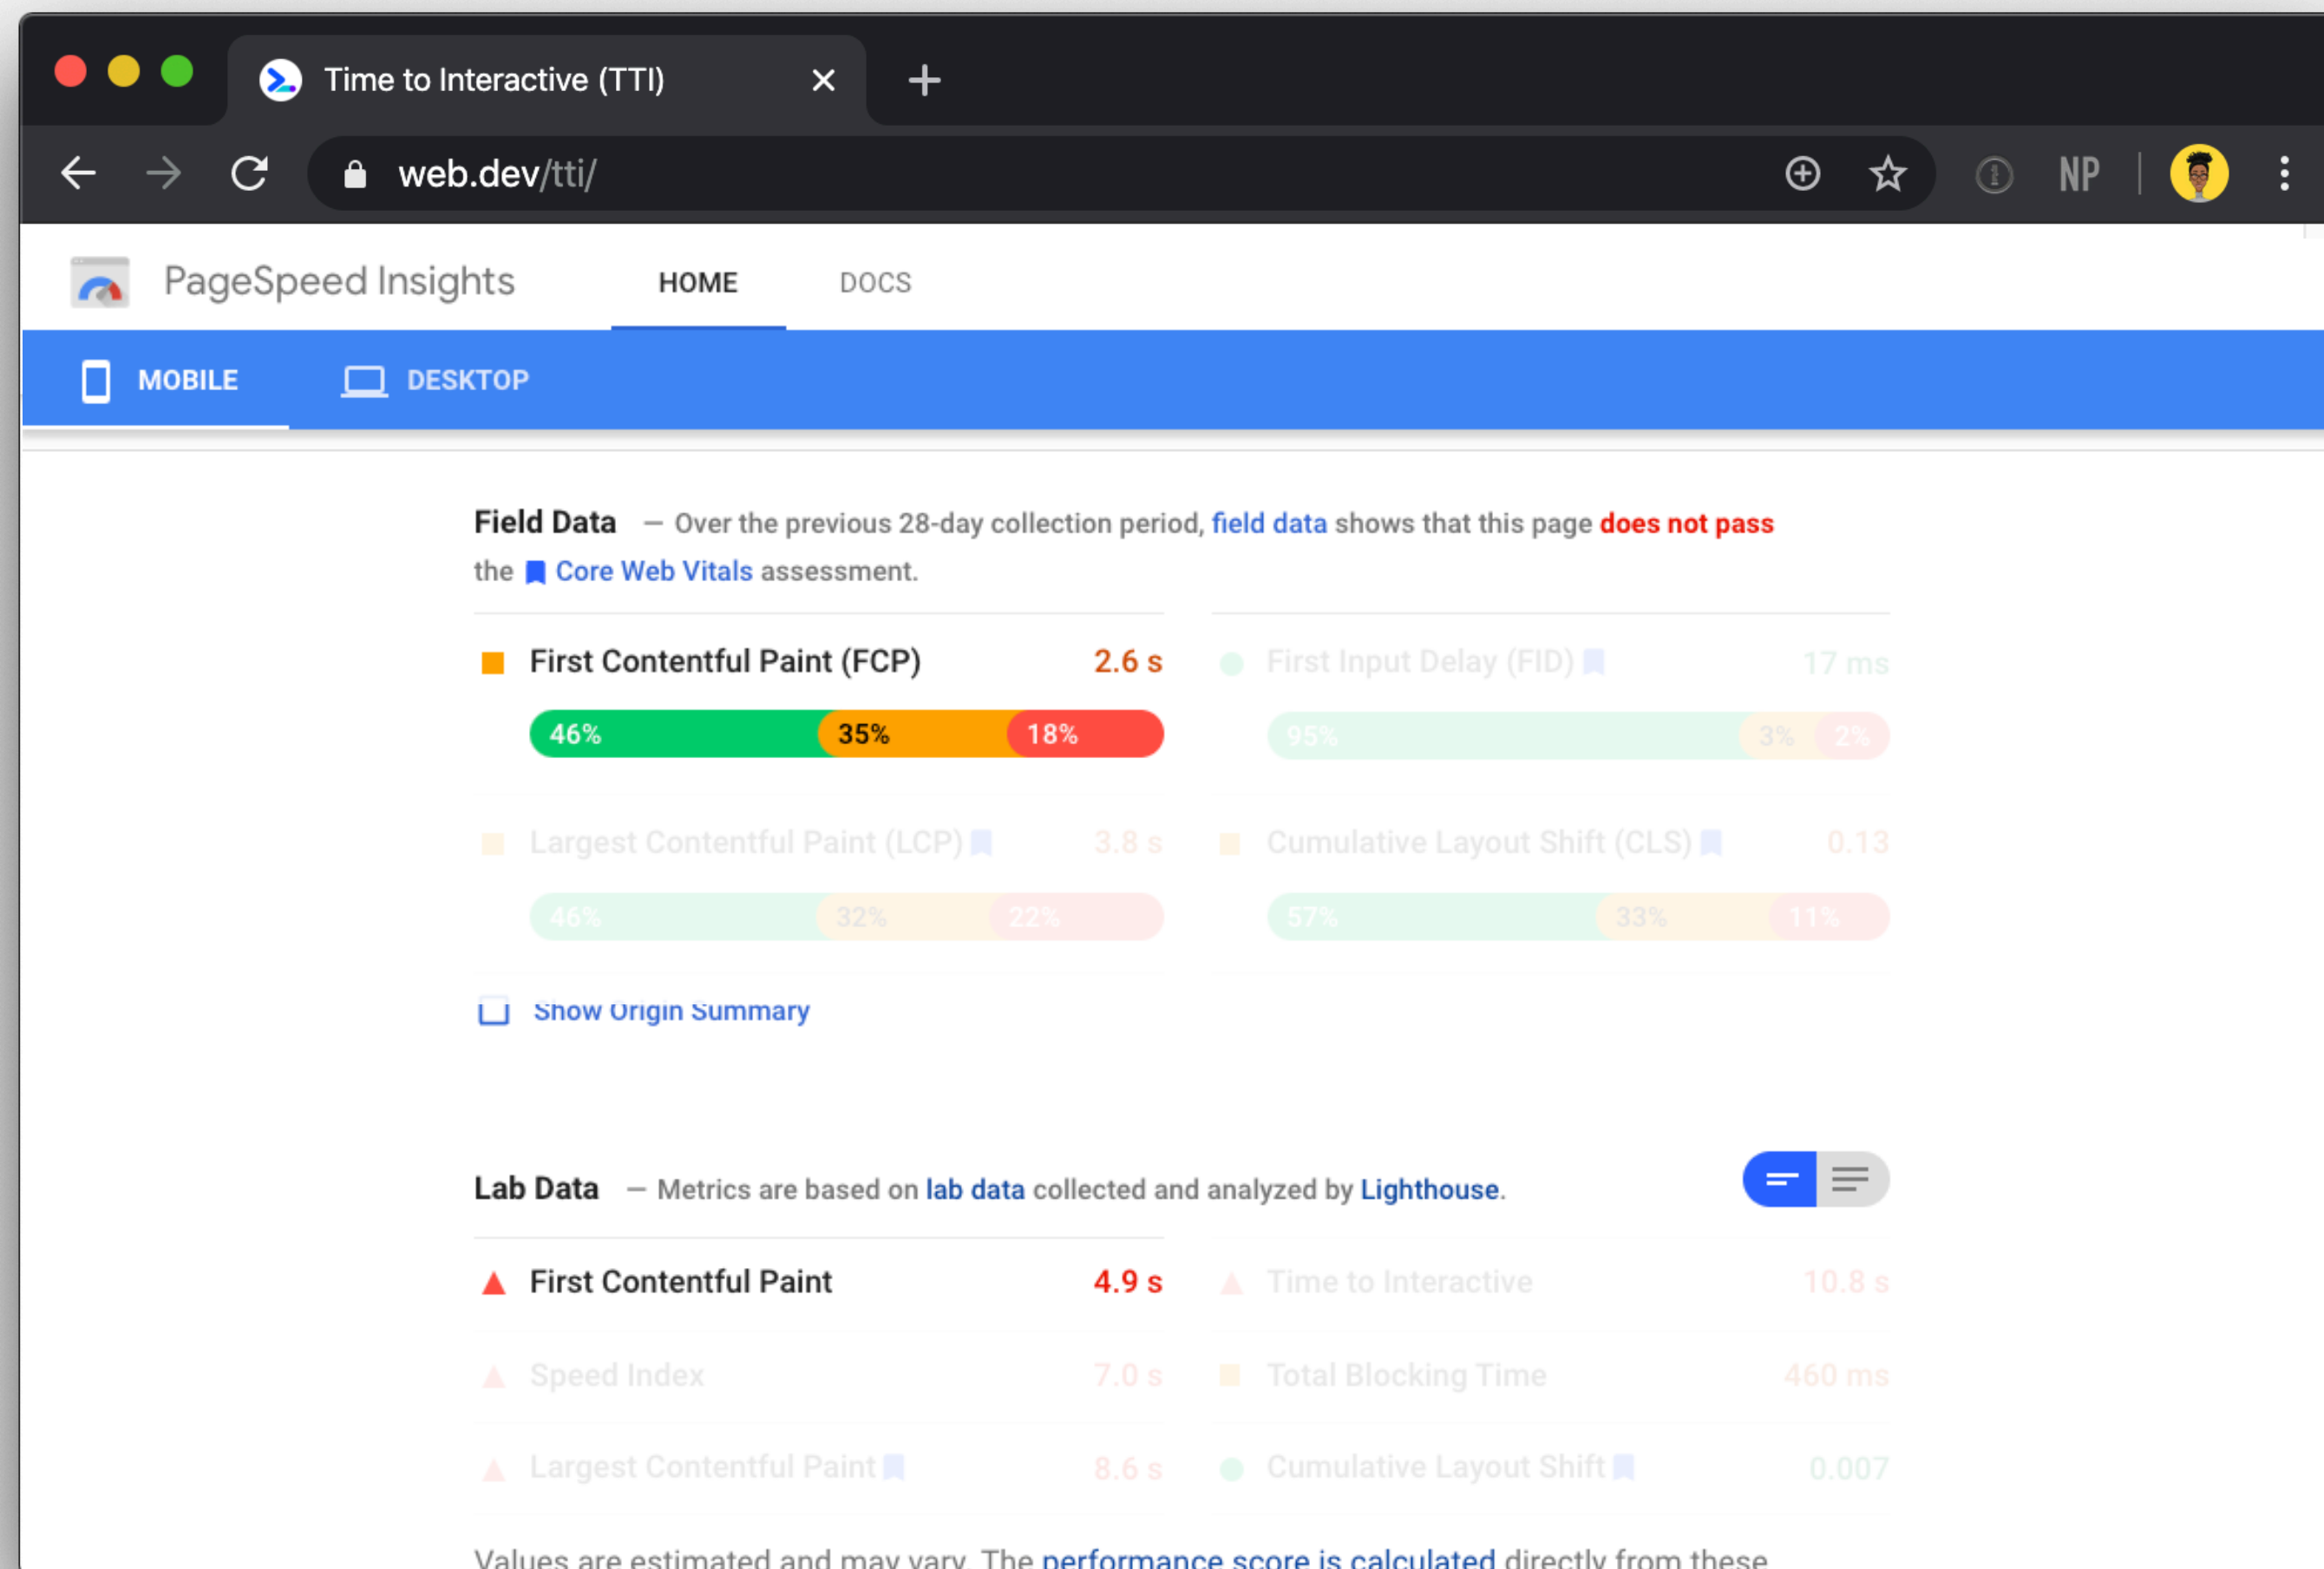 Time to Interactive (TTI)
web.dev/tti/
NP
PageSpeed Insights
HOME
DOCS
MOBILE
DESKTOP
Field Data — Over the previous 28-day collection period, field data shows that this page does not pass
the Core Web Vitals assessment.
First Contentful Paint (FCP) 2.6 s
46% 35% 18%
First Input Delay (FID) 17 ms
95% 3% 2%
Largest Contentful Paint (LCP) 3.8 s
46% 32% 22%
Cumulative Layout Shift (CLS) 0.13
57% 33% 11%
Show Origin Summary
Lab Data — Metrics are based on lab data collected and analyzed by Lighthouse.
First Contentful Paint 4.9 s
Time to Interactive 10.8 s
Speed Index 7.0 s
Total Blocking Time 460 ms
Largest Contentful Paint 8.6 s
Cumulative Layout Shift 0.007
Values are estimated and may vary. The performance score is calculated directly from these